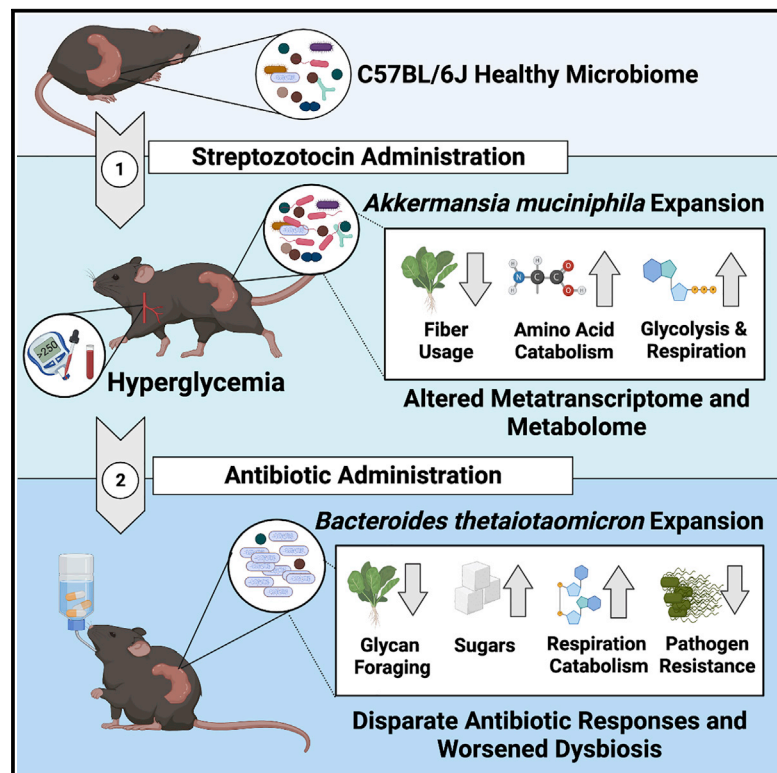 C57BL/6J Healthy Microbiome
1
Streptozotocin Administration
Akkermansia muciniphila Expansion
H
H
O
N
C
C
H
O
H
P P P
Fiber
Usage
Amino Acid
Catabolism
Glycolysis &
Respiration
>250
Hyperglycemia
Altered Metatranscriptome and
Metabolome
2
Antibiotic Administration
Bacteroides thetaiotaomicron Expansion
Glycan
Foraging
Sugars
Respiration
Catabolism
Pathogen
Resistance
Disparate Antibiotic Responses and
Worsened Dysbiosis